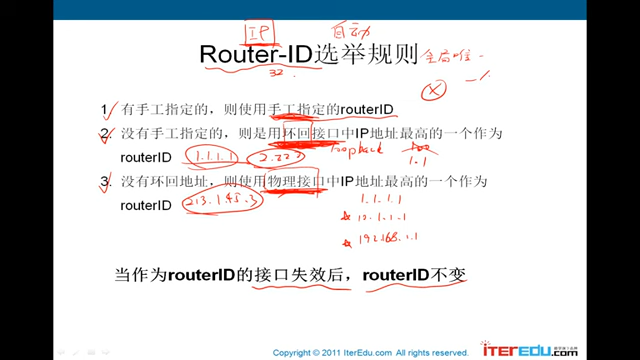 IP 自动
Router-ID选举规则 全局唯一
32
1 有手工指定的，则使用手工指定的routerID
2. 没有手工指定的，则是用环回接口中IP地址最高的一个作为
routerID 1.1.1.1 2.2.2.2 loopback
1.1
3. 没有环回地址，则使用物理接口中IP地址最高的一个作为
routerID
1.1.1.1
10.1.1.1
192.168.1.1
当作为routerID的接口失效后，routerID不变
ITEREDU.com
Copyright © 2011 IterEdu.com All rights reserved